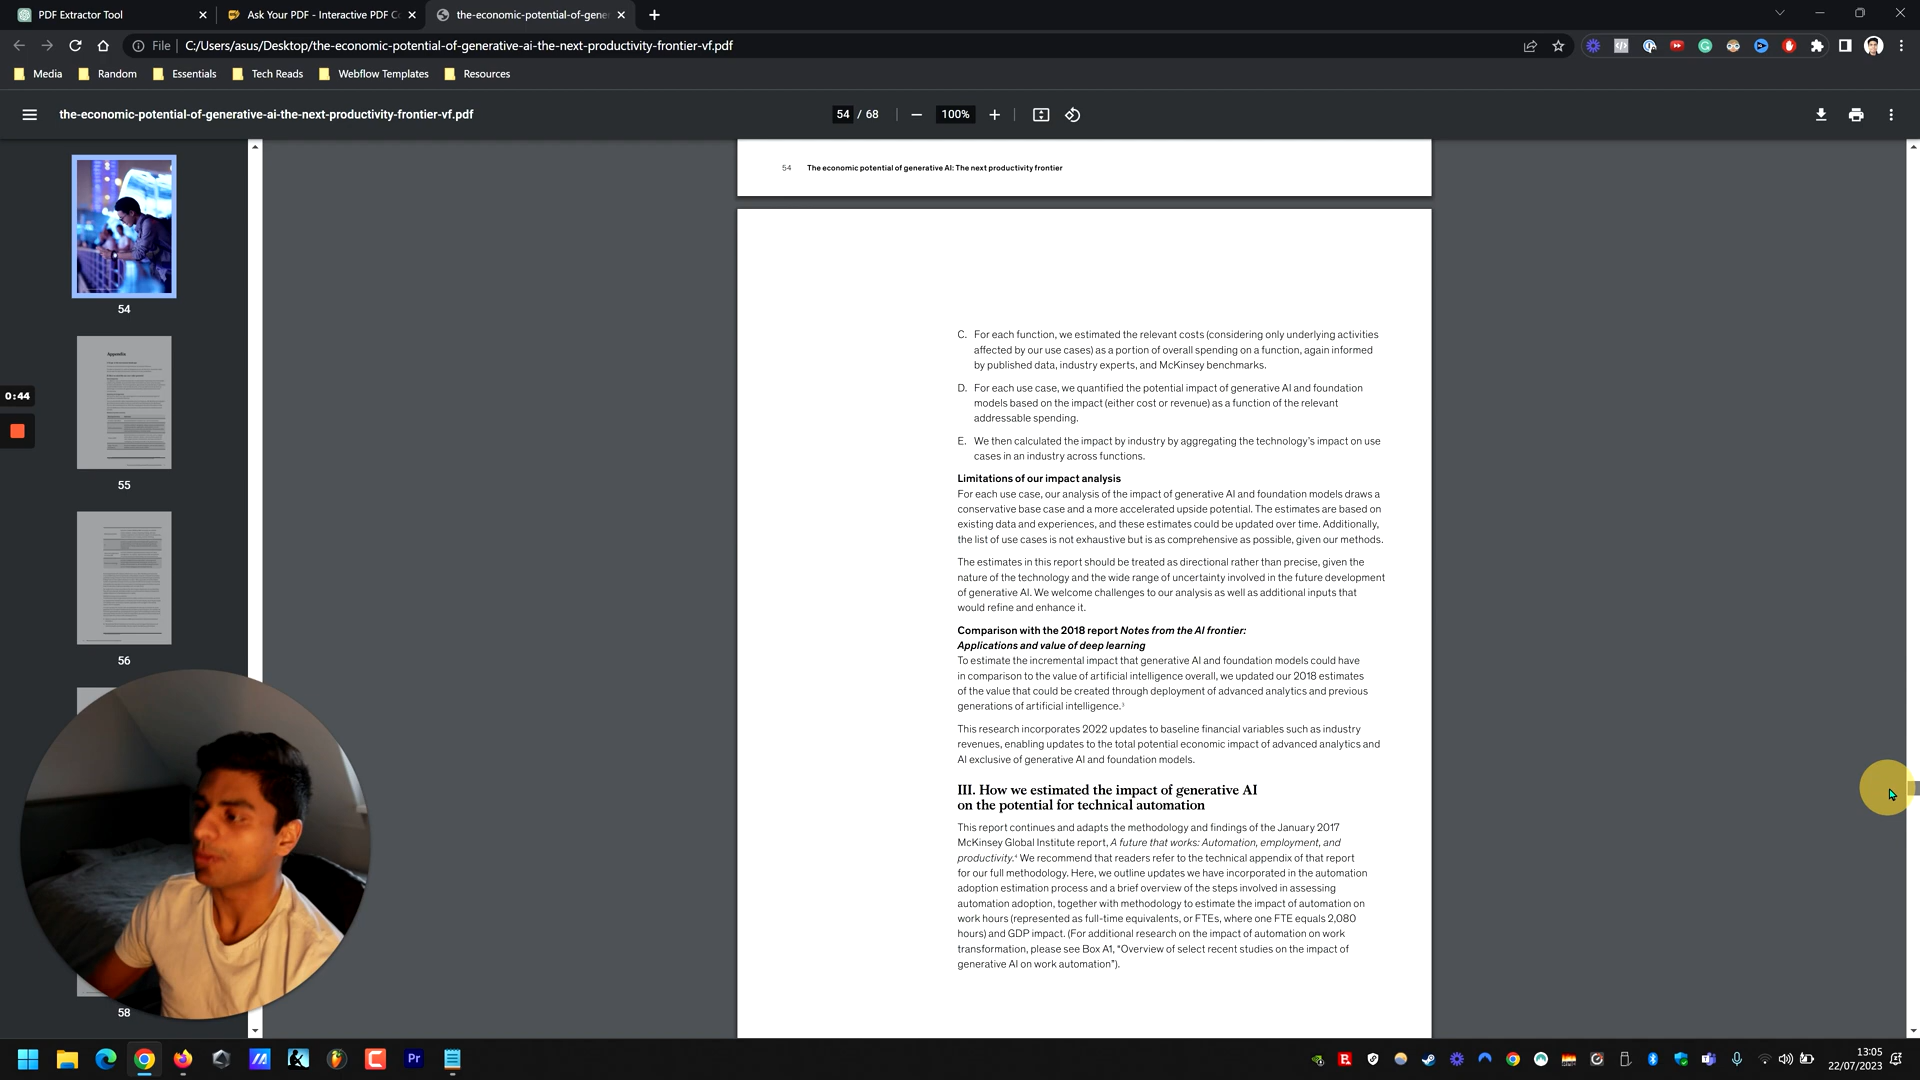 PDF Extractor Tool
Ask Your PDF - Interactive PDF C
the-economic-potential-of-gener
File C:/Users/asus/Desktop/the-economic-potential-of-generative-ai-the-next-productivity-frontier-vf.pdf
Media Random Essentials Tech Reads Webflow Templates Resources
the-economic-potential-of-generative-ai-the-next-productivity-frontier-vf.pdf
54 / 68
100%
54 The economic potential of generative AI: The next productivity frontier
C. For each function, we estimated the relevant costs (considering only underlying activities
affected by our use cases) as a portion of overall spending on a function, again informed
by published data, industry experts, and McKinsey benchmarks.
D. For each use case, we quantified the potential impact of generative AI and foundation
models based on the impact (either cost or revenue) as a function of the relevant
addressable spending.
E. We then calculated the impact by industry by aggregating the technology's impact on use
cases in an industry across functions.
Limitations of our impact analysis
For each use case, our analysis of the impact of generative AI and foundation models draws a
conservative base case and a more accelerated upside potential. The estimates are based on
existing data and experiences, and these estimates could be updated over time. Additionally,
the list of use cases is not exhaustive but is as comprehensive as possible, given our methods.
The estimates in this report should be treated as directional rather than precise, given the
nature of the technology and the wide range of uncertainty involved in the future development
of generative AI. We welcome challenges to our analysis as well as additional inputs that
would refine and enhance it.
Comparison with the 2018 report Notes from the AI frontier:
Applications and value of deep learning
To estimate the incremental impact that generative AI and foundation models could have
in comparison to the value of artificial intelligence overall, we updated our 2018 estimates
of the value that could be created through deployment of advanced analytics and previous
generations of artificial intelligence.³
This research incorporates 2022 updates to baseline financial variables such as industry
revenues, enabling updates to the total potential economic impact of advanced analytics and
AI exclusive of generative AI and foundation models.
III. How we estimated the impact of generative AI
on the potential for technical automation
This report continues and adapts the methodology and findings of the January 2017
McKinsey Global Institute report, A future that works: Automation, employment, and
productivity.⁴ We recommend that readers refer to the technical appendix of that report
for our full methodology. Here, we outline updates we have incorporated in the automation
adoption estimation process and a brief overview of the steps involved in assessing
automation adoption, together with methodology to estimate the impact of automation on
work hours (represented as full-time equivalents, or FTEs, where one FTE equals 2,080
hours) and GDP impact. (For additional research on the impact of automation on work
transformation, please see Box A1, "Overview of select recent studies on the impact of
generative AI on work automation").
54
Appendix
55
56
58
0:44
Pr
13:05
22/07/2023